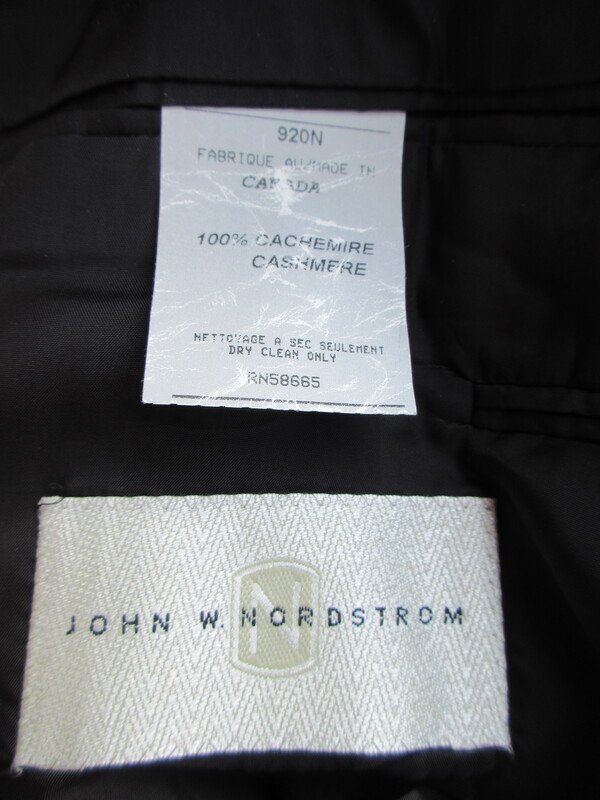 920N
FABRIQUE AU/MADE IN
CANADA
100% CACHEMIRE
CASHMERE
NETTOYAGE A SEC SEULEMENT
DRY CLEAN ONLY
RN58665
JOHN W. NORDSTROM
N